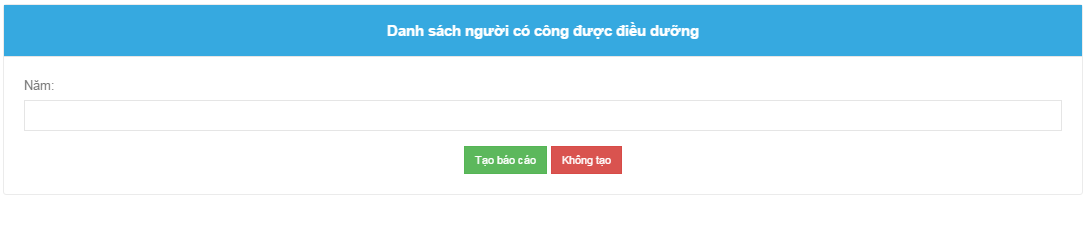 Danh sách người có công được điều dưỡng
Năm:
Tạo báo cáo
Không tạo